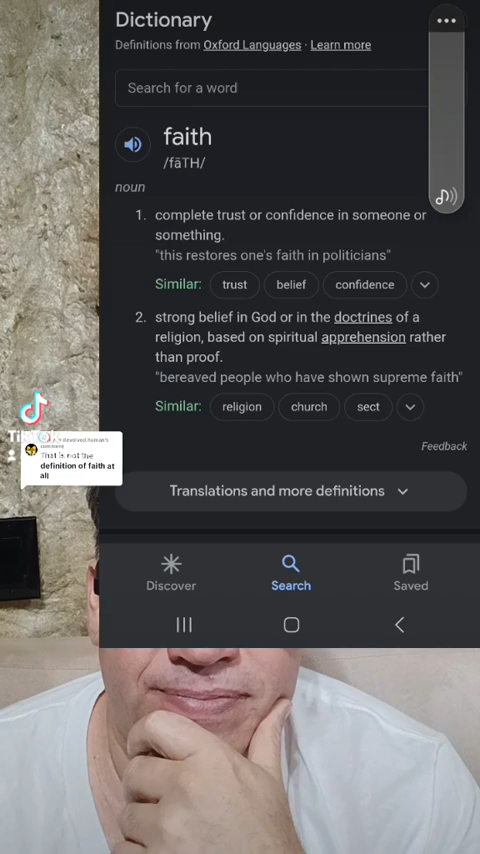 Dictionary
Definitions from Oxford Languages · Learn more
Search for a word
faith
/fāTH/
noun
1. complete trust or confidence in someone or
something.
"this restores one's faith in politicians"
Similar: trust belief confidence
2. strong belief in God or in the doctrines of a
religion, based on spiritual apprehension rather
than proof.
"bereaved people who have shown supreme faith"
Similar: religion church sect
Feedback
Translations and more definitions
TikTok
devolved.human's
comment
That is not the
definition of faith at
all
Discover
Search
Saved